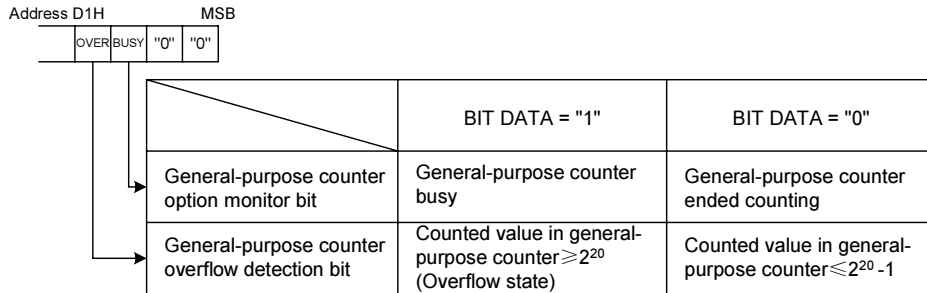 Address D1H MSB
OVER BUSY "0" "0"
BIT DATA = "1" BIT DATA = "0"
General-purpose counter
option monitor bit
General-purpose counter
busy
General-purpose counter
ended counting
General-purpose counter
overflow detection bit
Counted value in general-
purpose counter≧2²⁰
(Overflow state)
Counted value in general-
purpose counter≦2²⁰ -1